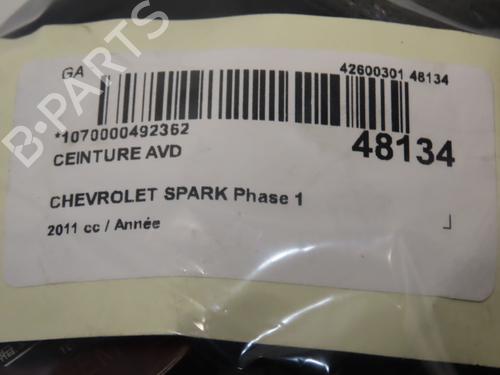 GA
42600301 48134
*1070000492362
CEINTURE AVD
48134
CHEVROLET SPARK Phase 1
2011 cc / Année
B-PARTS